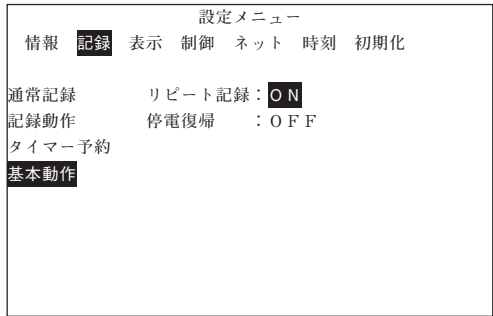 設定メニュー
情報 記録 表示 制御 ネット 時刻 初期化
通常記録 リピート記録：ＯＮ
記録動作 停電復帰 ：ＯＦＦ
タイマー予約
基本動作